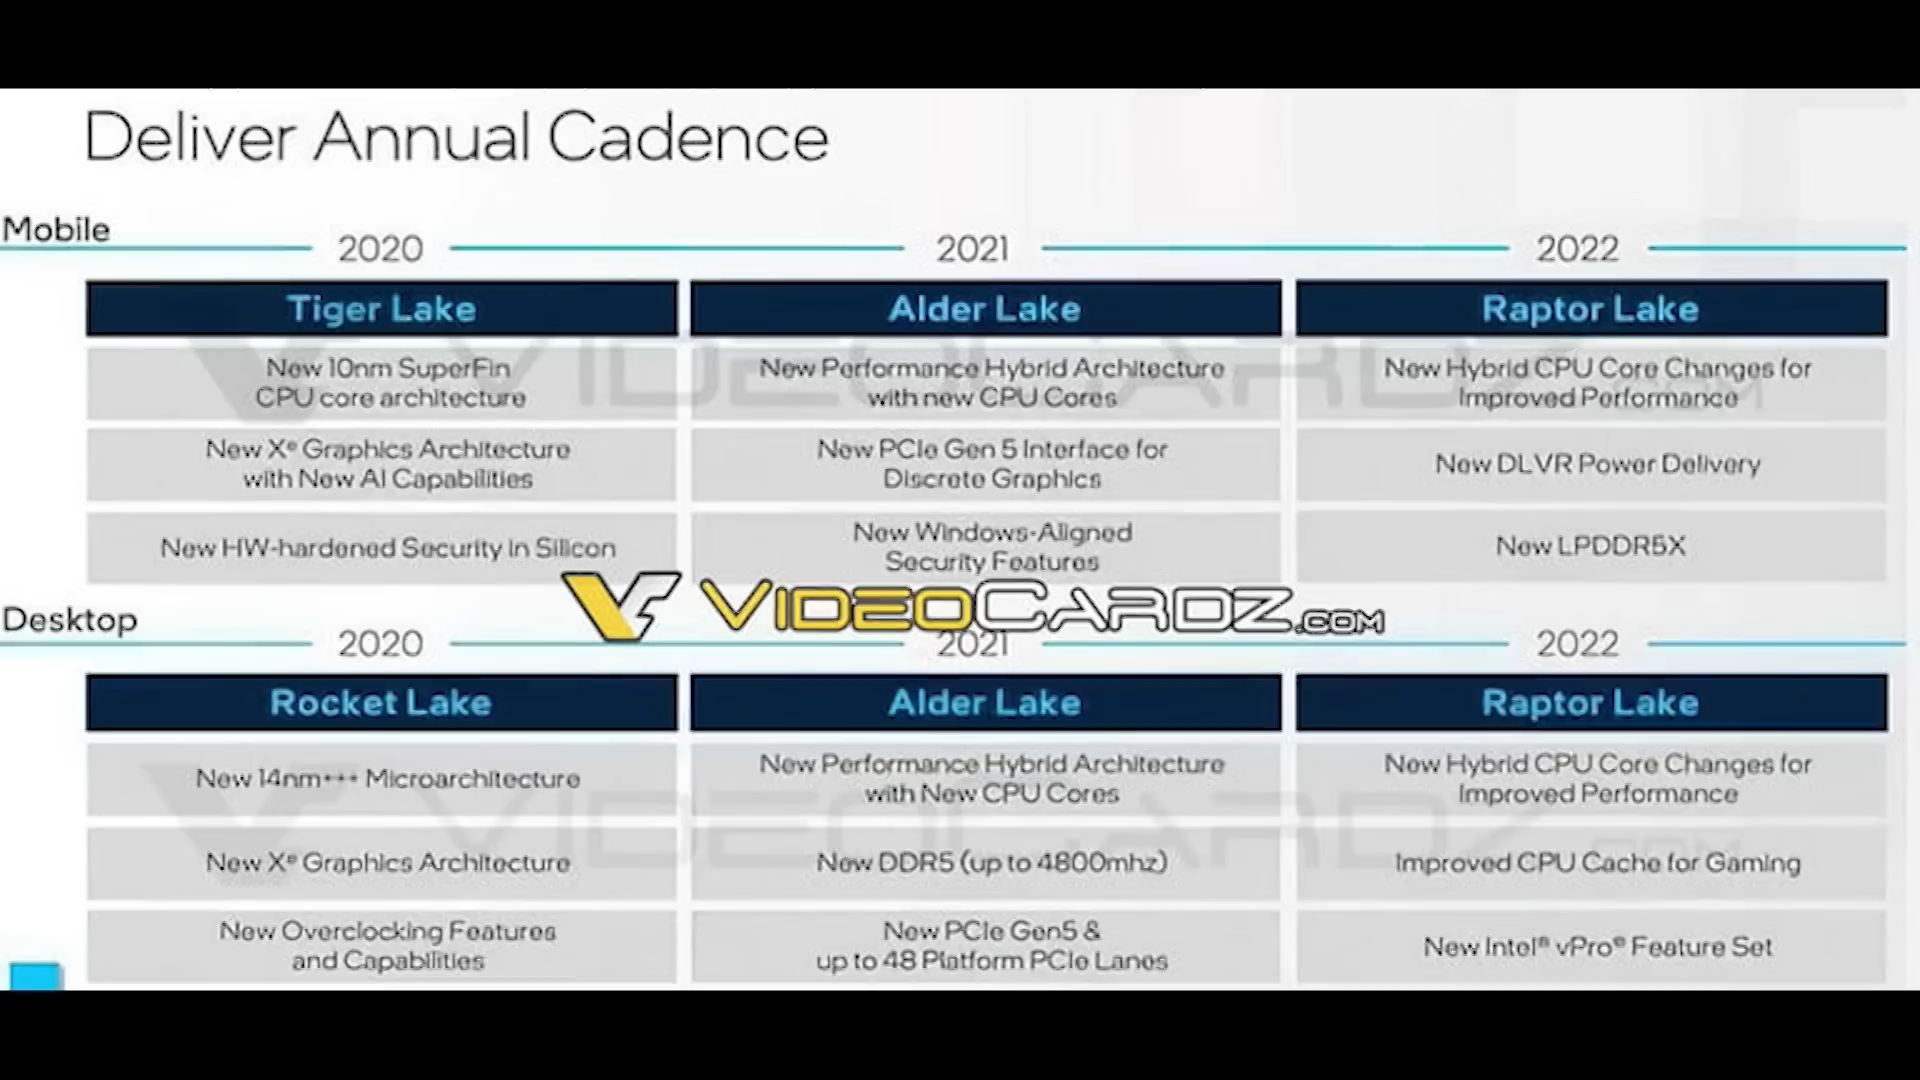 Deliver Annual Cadence
Mobile
2020
2021
2022
Tiger Lake
Alder Lake
Raptor Lake
New 10nm SuperFin
CPU core architecture
New Performance Hybrid Architecture
with new CPU Cores
New Hybrid CPU Core Changes for
Improved Performance
New Xᵉ Graphics Architecture
with New AI Capabilities
New PCIe Gen 5 Interface for
Discrete Graphics
New DLVR Power Delivery
New HW-hardened Security in Silicon
New Windows-Aligned
Security Features
New LPDDR5X
VIDEOCARDZ.COM
Desktop
2020
2021
2022
Rocket Lake
Alder Lake
Raptor Lake
New 14nm+++ Microarchitecture
New Performance Hybrid Architecture
with New CPU Cores
New Hybrid CPU Core Changes for
Improved Performance
New Xᵉ Graphics Architecture
New DDR5 (up to 4800mhz)
Improved CPU Cache for Gaming
New Overclocking Features
and Capabilities
New PCIe Gen5 &
up to 48 Platform PCIe Lanes
New Intel® vPro® Feature Set
VIDEOCARDZ.COM
VIDEOCARDZ.COM